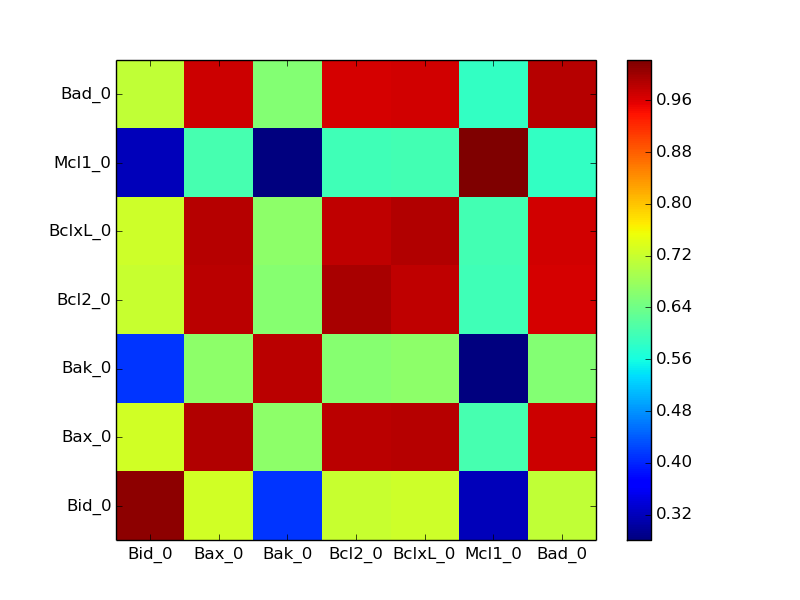 Bad_0
Mcl1_0
BclxL_0
Bcl2_0
Bak_0
Bax_0
Bid_0
Bid_0 Bax_0 Bak_0 Bcl2_0 BclxL_0 Mcl1_0 Bad_0
0.96
0.88
0.80
0.72
0.64
0.56
0.48
0.40
0.32